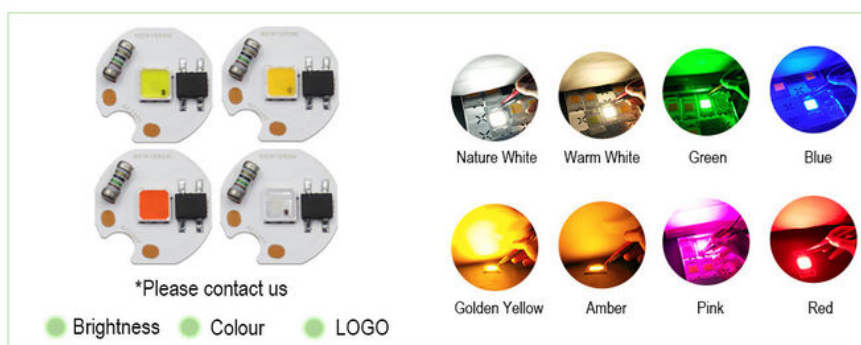 *Please contact us
Brightness Colour LOGO
Nature White Warm White Green Blue
Golden Yellow Amber Pink Red